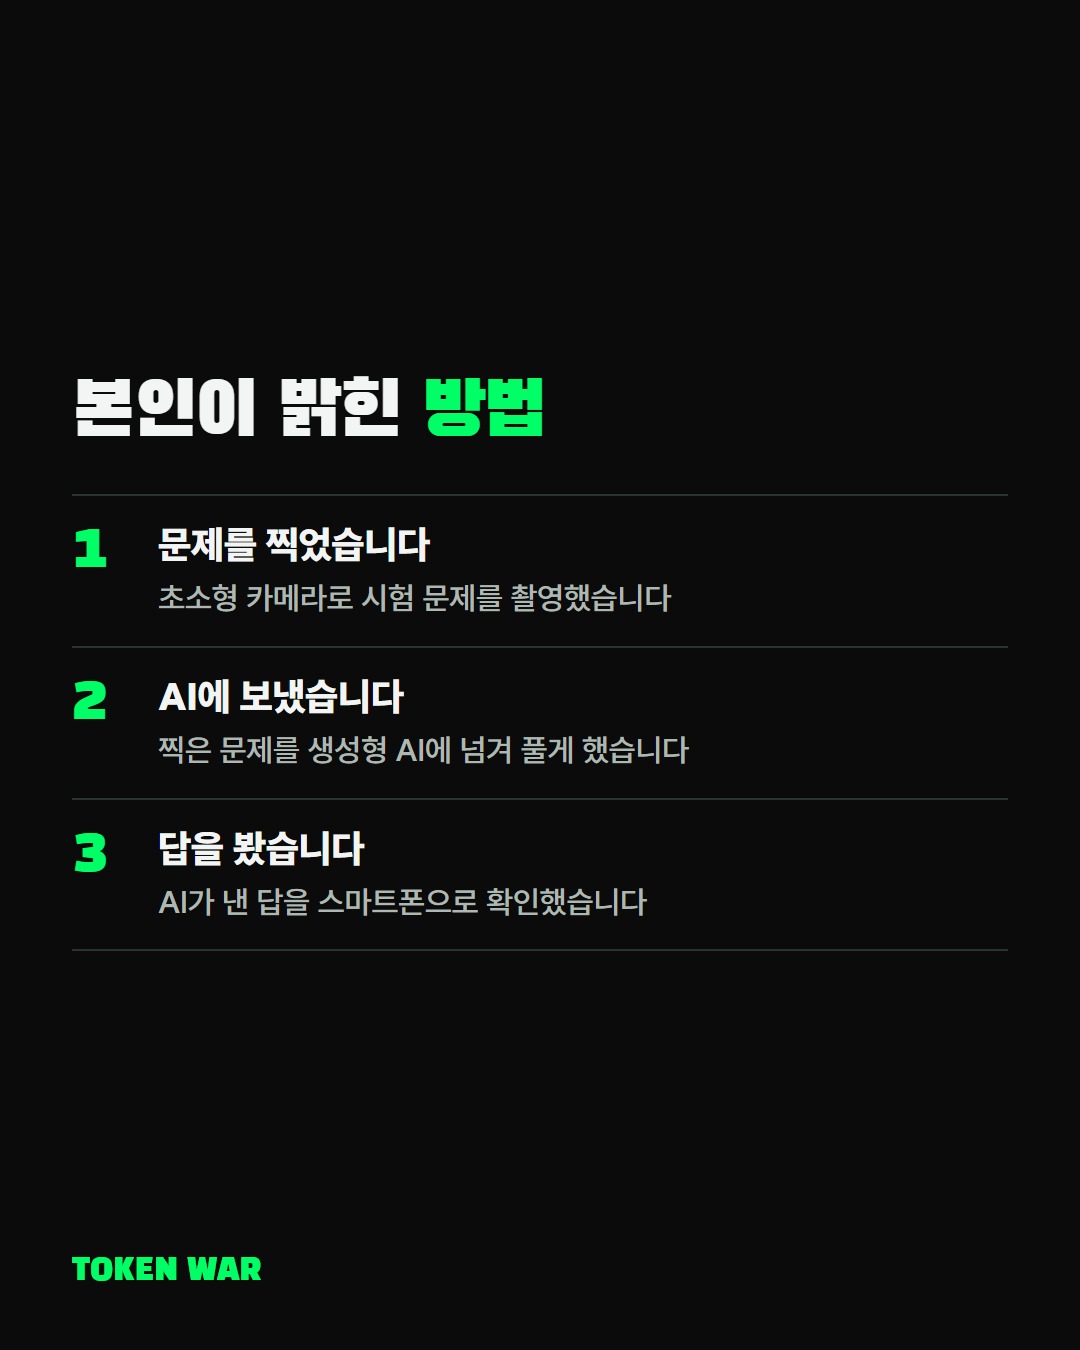 본인이 밝힌 방법
1 문제를 찍었습니다
초소형 카메라로 시험 문제를 촬영했습니다
2 AI에 보냈습니다
찍은 문제를 생성형 AI에 넘겨 풀게 했습니다
3 답을 봤습니다
AI가 낸 답을 스마트폰으로 확인했습니다
TOKEN WAR